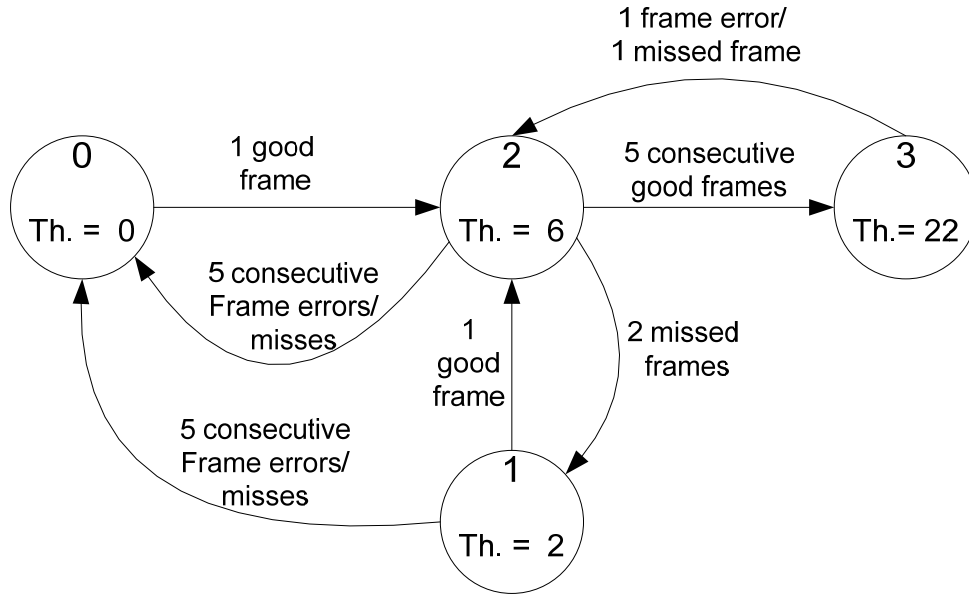 1 frame error/
1 missed frame
0
Th. = 0
1 good
frame
2
Th. = 6
5 consecutive
good frames
3
Th.= 22
5 consecutive
Frame errors/
misses
1
good
frame
2 missed
frames
5 consecutive
Frame errors/
misses
1
Th. = 2